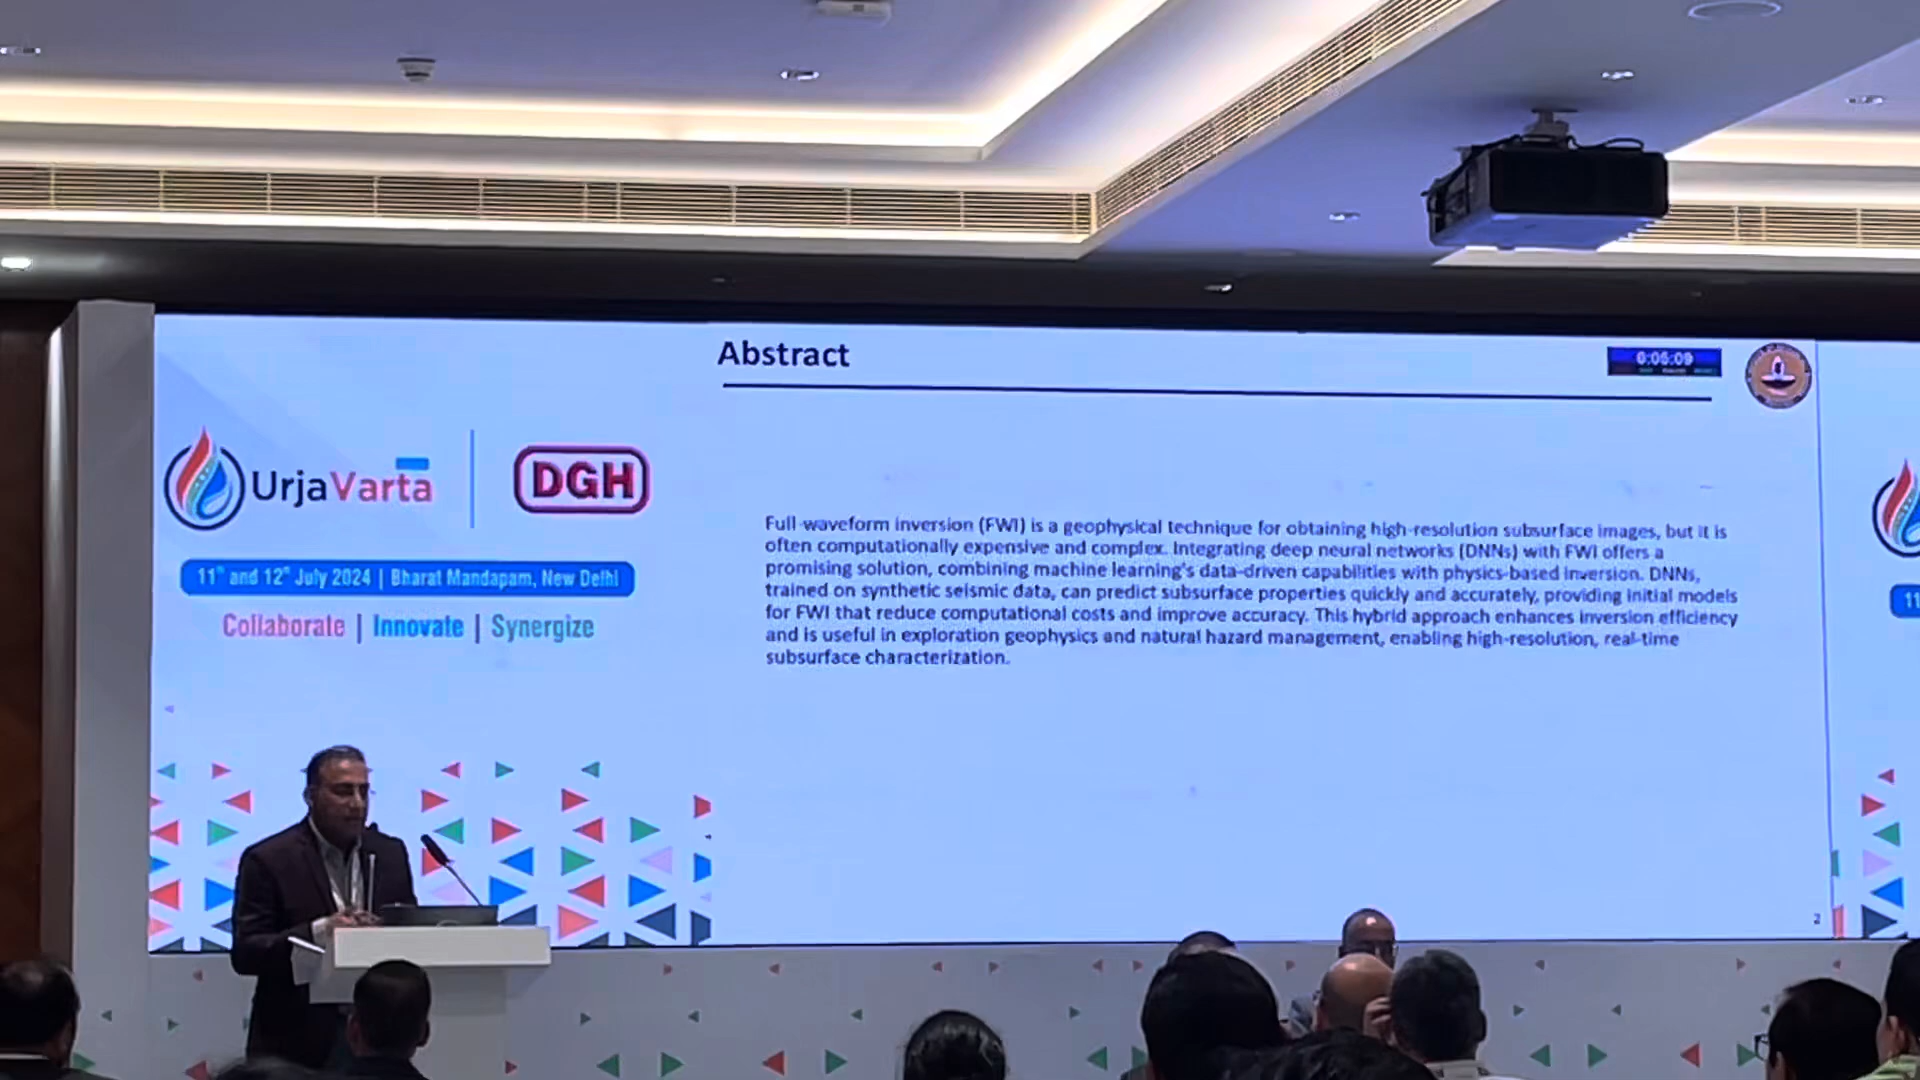 Abstract
0:05:09
UrjaVarta
DGH
11th and 12th July 2024 | Bharat Mandapam, New Delhi
Collaborate | Innovate | Synergize
Full-waveform inversion (FWI) is a geophysical technique for obtaining high-resolution subsurface images, but it is
often computationally expensive and complex. Integrating deep neural networks (DNNs) with FWI offers a
promising solution, combining machine learning's data-driven capabilities with physics-based inversion. DNNs,
trained on synthetic seismic data, can predict subsurface properties quickly and accurately, providing initial models
for FWI that reduce computational costs and improve accuracy. This hybrid approach enhances inversion efficiency
and is useful in exploration geophysics and natural hazard management, enabling high-resolution, real-time
subsurface characterization.
2
11